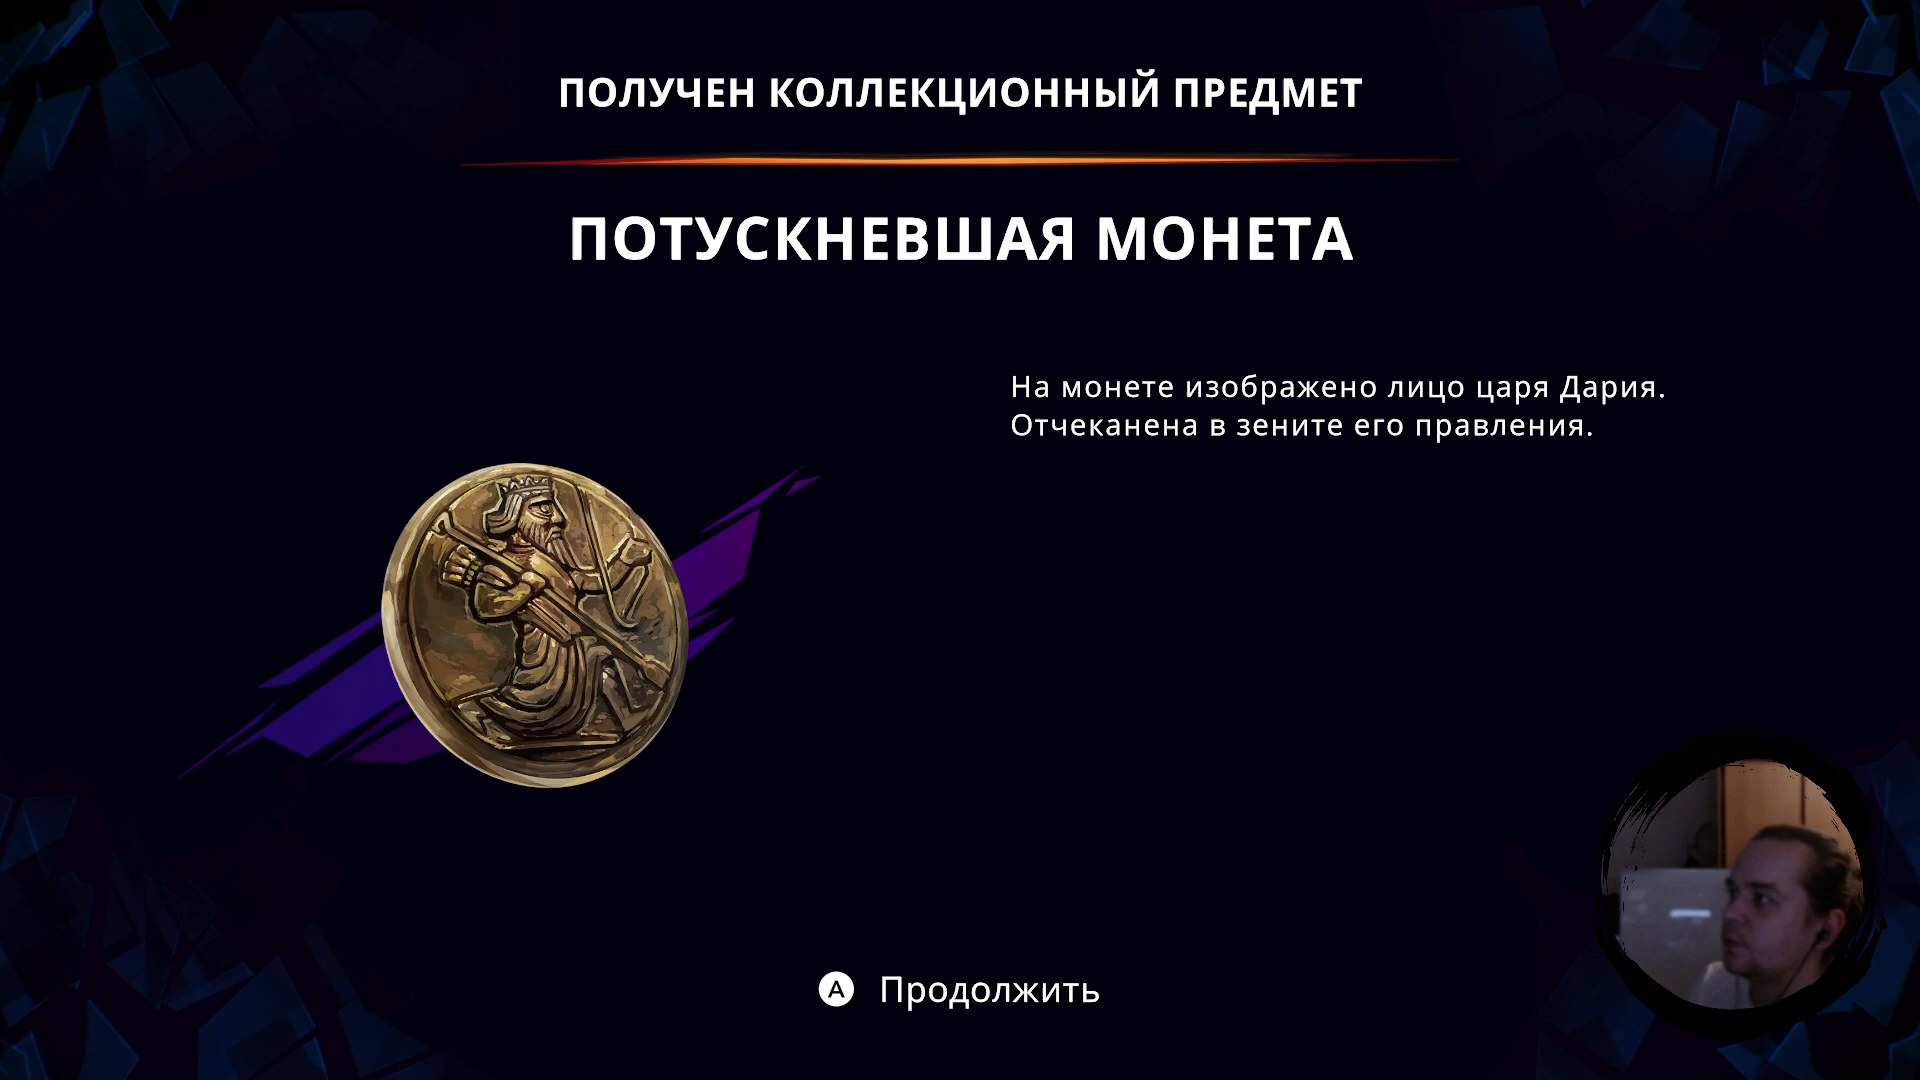 ПОЛУЧЕН КОЛЛЕКЦИОННЫЙ ПРЕДМЕТ
ПОТУСКНЕВШАЯ МОНЕТА
На монете изображено лицо царя Дария.
Отчеканена в зените его правления.
A Продолжить